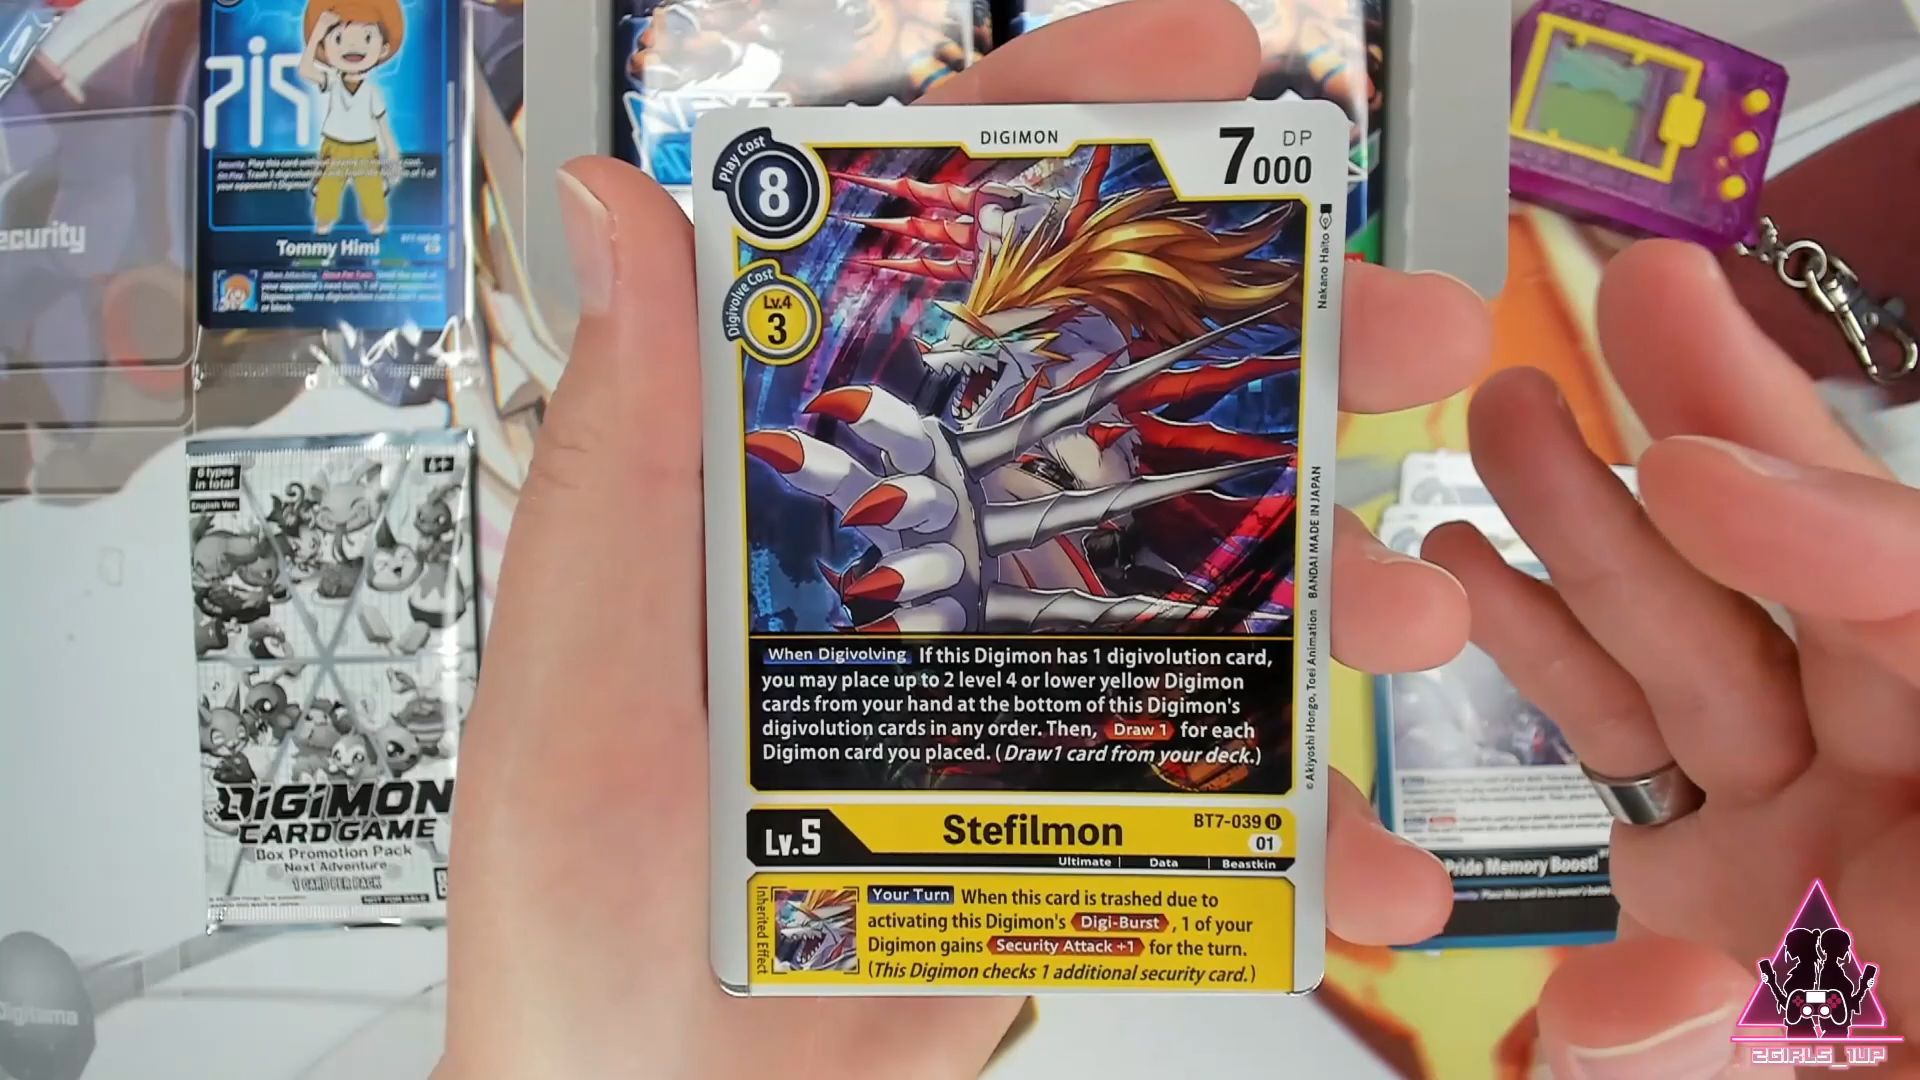 DIGIMON
Play Cost
8
7000
DP
Digivolve Cost
Lv.4
3
Nakano Haito
©Akiyoshi Hongo, Toei Animation BANDAI MADE IN JAPAN
When Digivolving If this Digimon has 1 digivolution card,
you may place up to 2 level 4 or lower yellow Digimon
cards from your hand at the bottom of this Digimon's
digivolution cards in any order. Then, Draw 1 for each
Digimon card you placed. (Draw1 card from your deck.)
Lv.5
Stefilmon
BT7-039 U
01
Ultimate | Data | Beastkin
Inherited Effect
Your Turn When this card is trashed due to
activating this Digimon's Digi-Burst, 1 of your
Digimon gains Security Attack +1 for the turn.
(This Digimon checks 1 additional security card.)
ecurity
Tommy Himi
6 types
in total
English Ver.
6+
DIGIMON
CARD GAME
Box Promotion Pack
Next Adventure
1 CARD PER PACK
NOT FOR SALE
Digitama
Pride Memory Boost!
2GIRLS_1UP